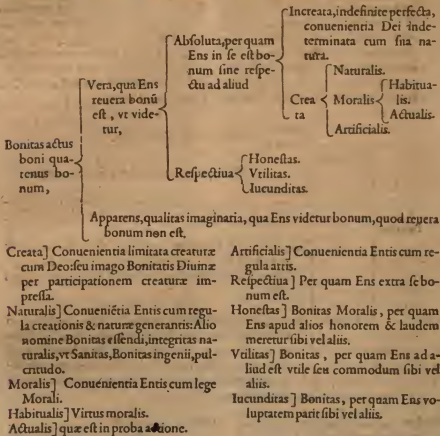 Bonitas actus
boni qua-
tenus bo-
num,
Vera, qua Ens
reuera bonū
est, vt vide-
tur,
Absoluta, per quam
Ens in se est bo-
num sine respe-
ctu ad aliud
Increata, indefinite perfecta,
conuenientia Dei inde-
terminata cum sua na-
tura.
Crea
ta
Naturalis.
Moralis
Habitua-
lis.
Actualis.
Artificialis.
Respectiua
Honestas.
Vtilitas.
Iucunditas.
Apparens, qualitas imaginaria, qua Ens videtur bonum, quod reuera
bonum non est.
Creata] Conuenientia limitata creaturæ
cum Deo: seu imago Bonitatis Diuinæ
per participationem creaturæ im-
pressa.
Naturalis] Conueniētia Entis cum regu-
la creationis & naturæ generantis: Alio
nomine Bonitas essendi, integritas na-
turalis, vt Sanitas, Bonitas ingenii, pul-
critudo.
Moralis] Conuenientia Entis cum lege
Morali.
Habitualis] Virtus moralis.
Actualis] quæ est in proba actione.
Artificialis] Conuenientia Entis cum re-
gula artis.
Respectiua] Per quam Ens extra se bo-
num est.
Honestas] Bonitas Moralis, per quam
Ens apud alios honorem & laudem
meretur sibi vel aliis.
Vtilitas] Bonitas, per quam Ens ad a-
liud est vtile seu commodum sibi vel
aliis.
Iucunditas] Bonitas, per quam Ens vo-
luptatem parit sibi vel aliis.